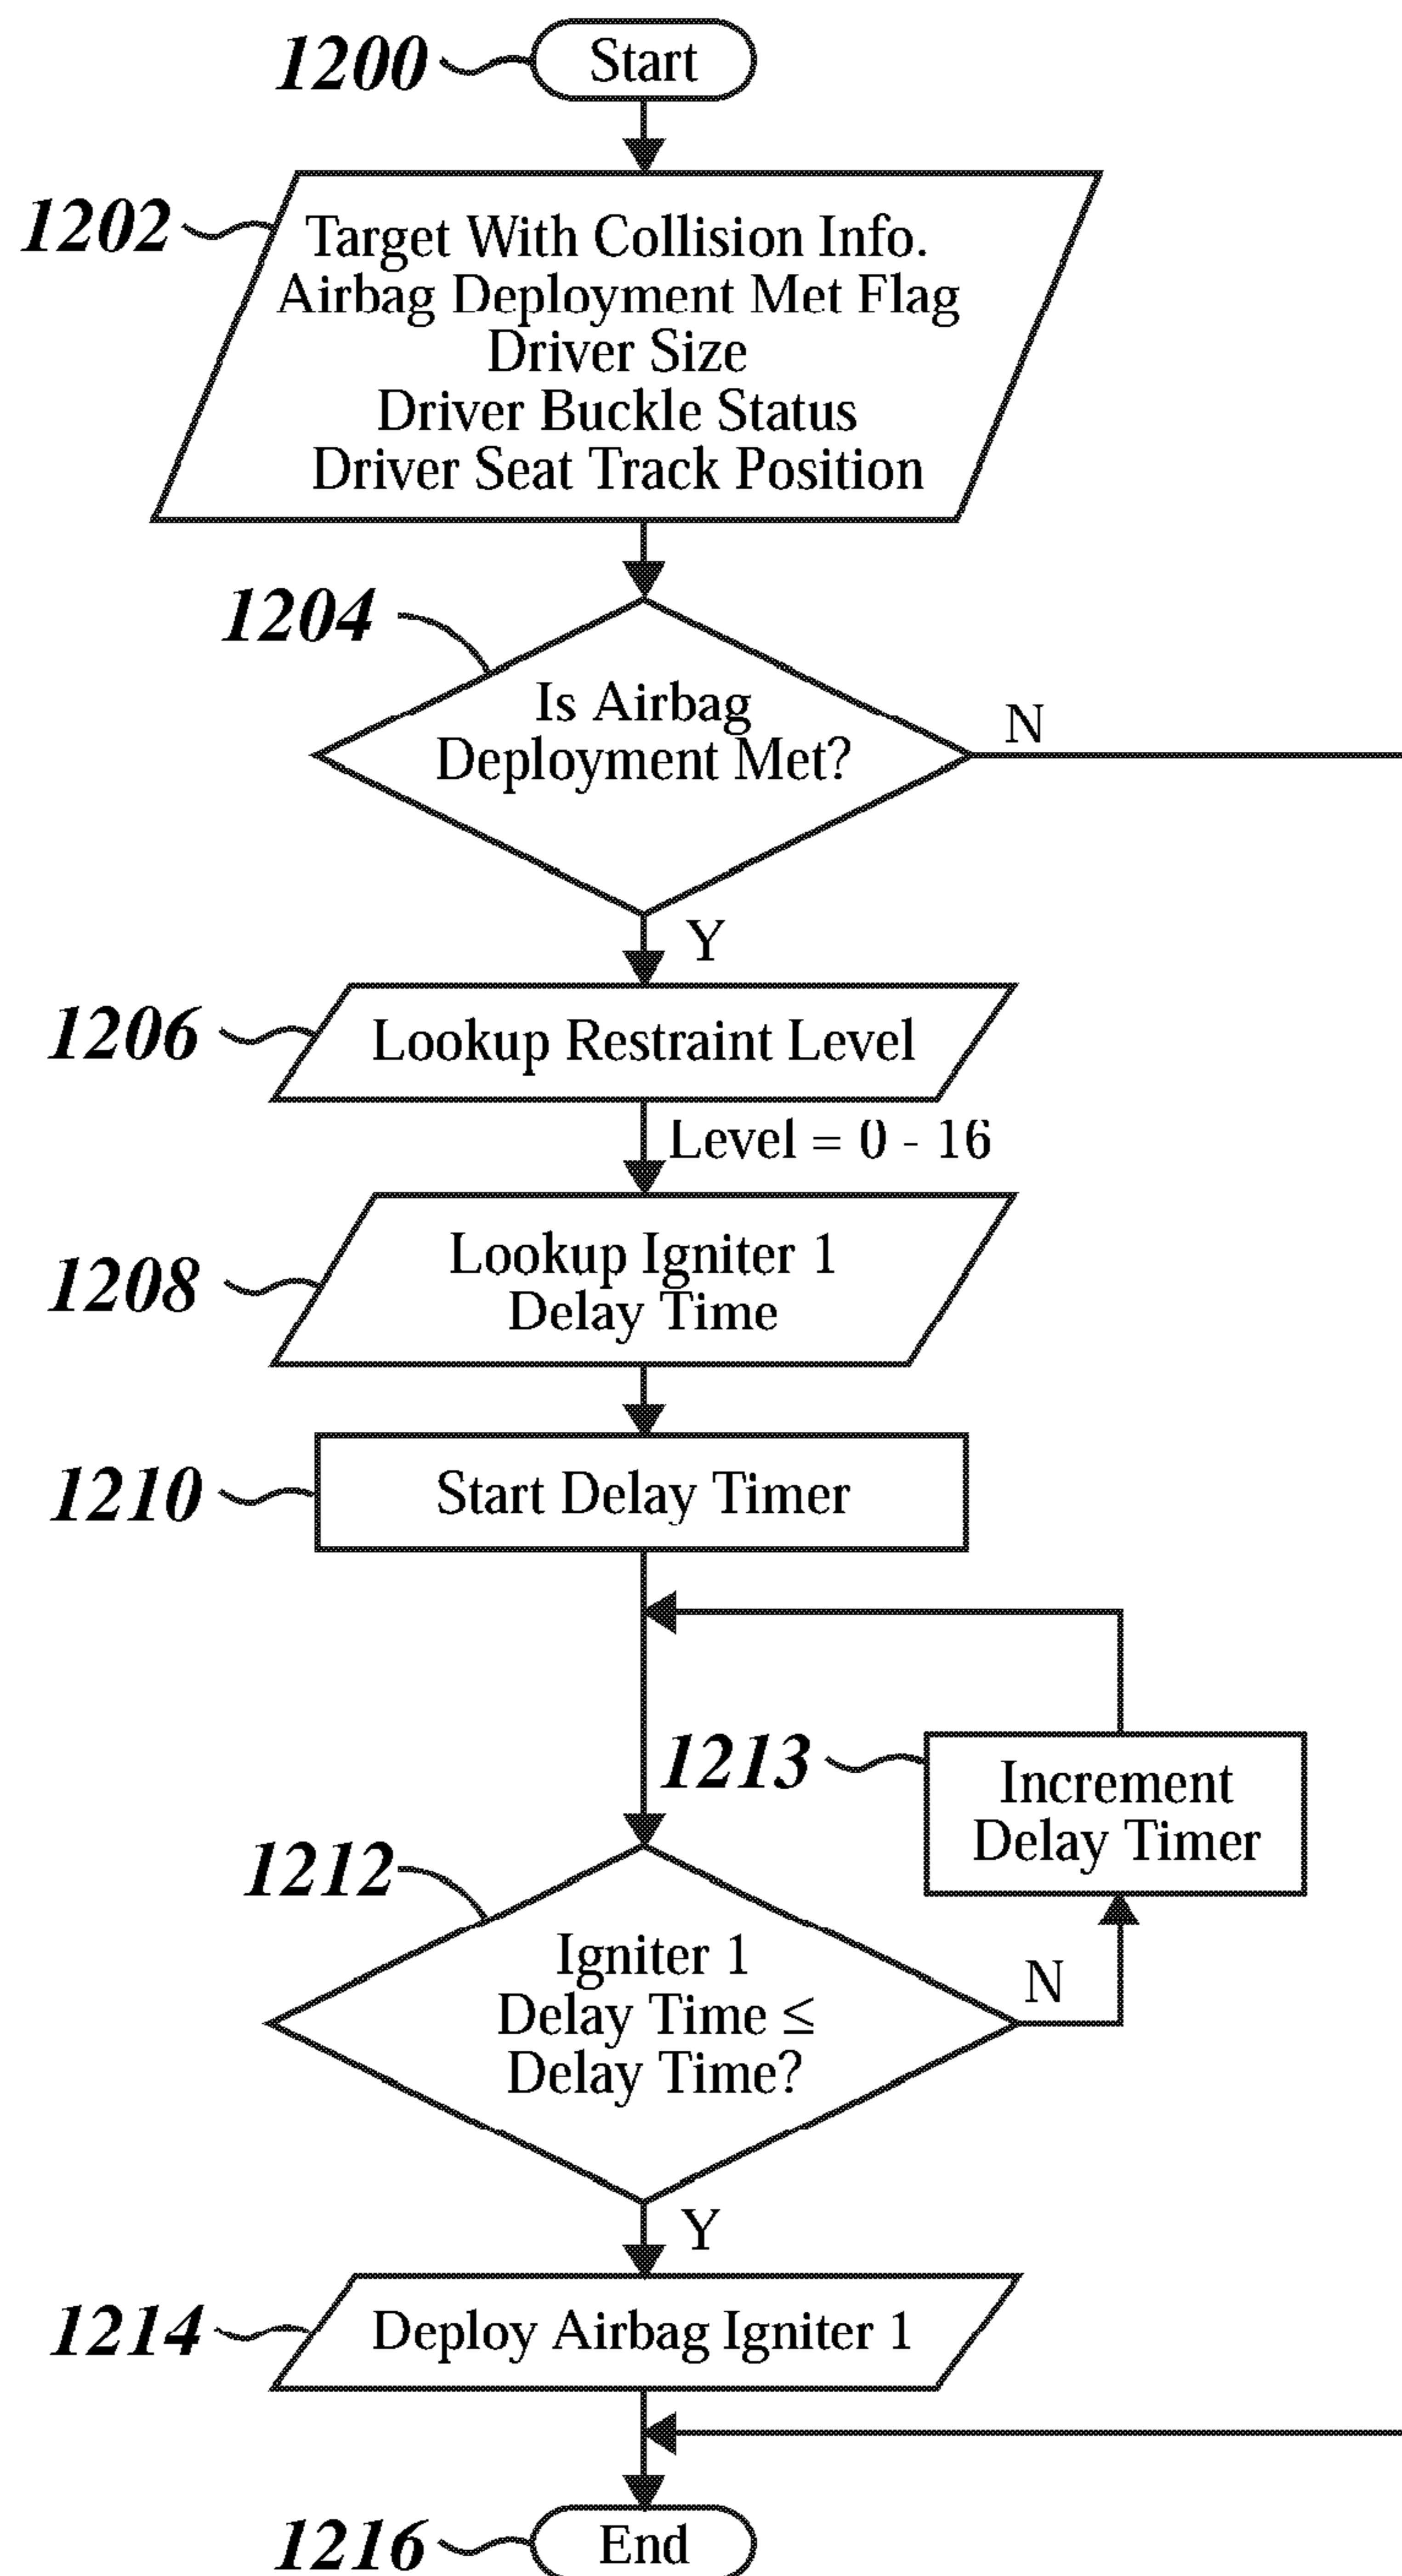 1200 Start
1202
Target With Collision Info.
Airbag Deployment Met Flag
Driver Size
Driver Buckle Status
Driver Seat Track Position
1204
Is Airbag
Deployment Met?
N
Y
1206 Lookup Restraint Level
Level = 0 - 16
1208
Lookup Igniter 1
Delay Time
1210 Start Delay Timer
1213
Increment
Delay Timer
1212
Igniter 1
Delay Time ≤
Delay Time?
N
Y
1214 Deploy Airbag Igniter 1
1216 End